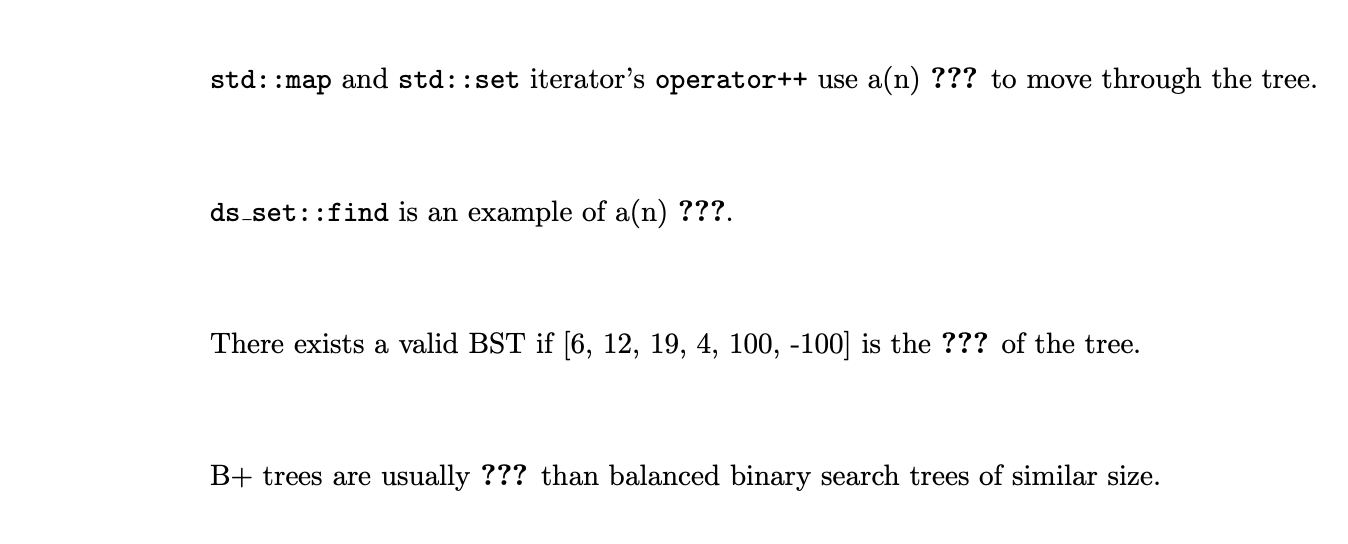 std::map and std::set iterator’s operator++ use a(n) ??? to move through the tree.
ds_set::find is an example of a(n) ???.
There exists a valid BST if [6, 12, 19, 4, 100, -100] is the ??? of the tree.
B+ trees are usually ??? than balanced binary search trees of similar size.